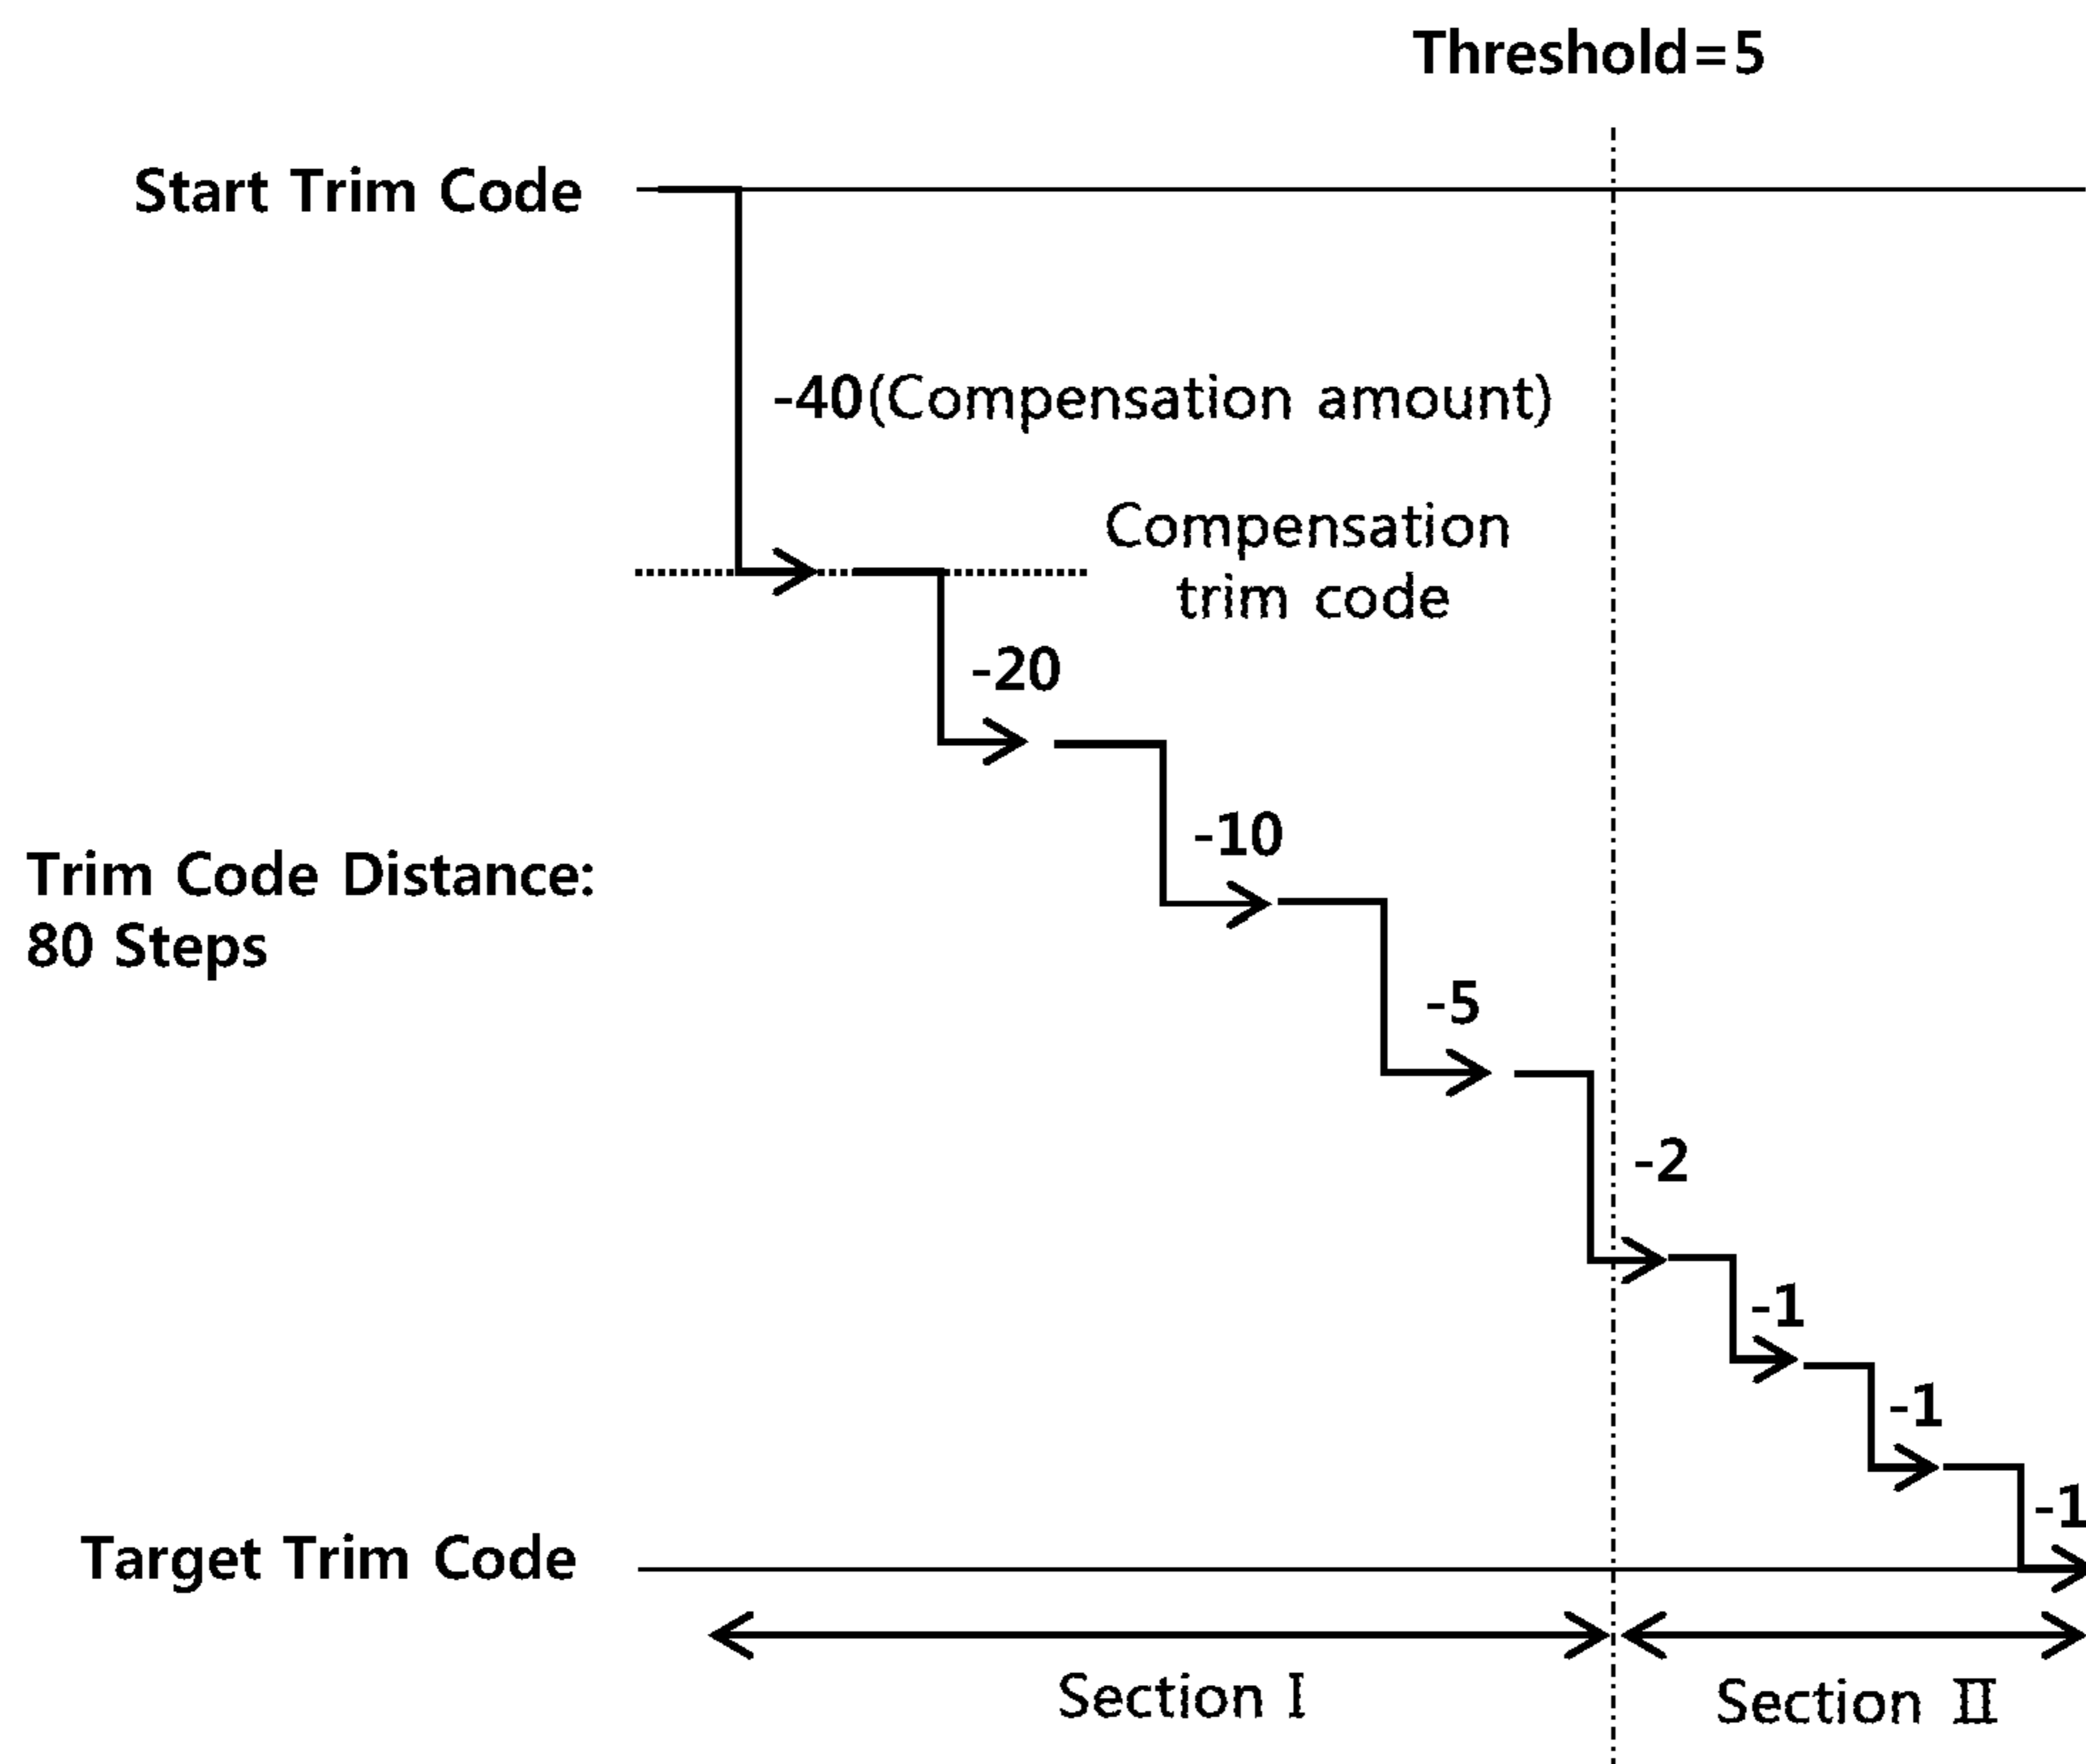 Threshold=5
Start Trim Code
-40(Compensation amount)
Compensation
trim code
-20
-10
Trim Code Distance:
80 Steps
-5
-2
-1
-1
-1
Target Trim Code
Section Ⅰ
Section Ⅱ